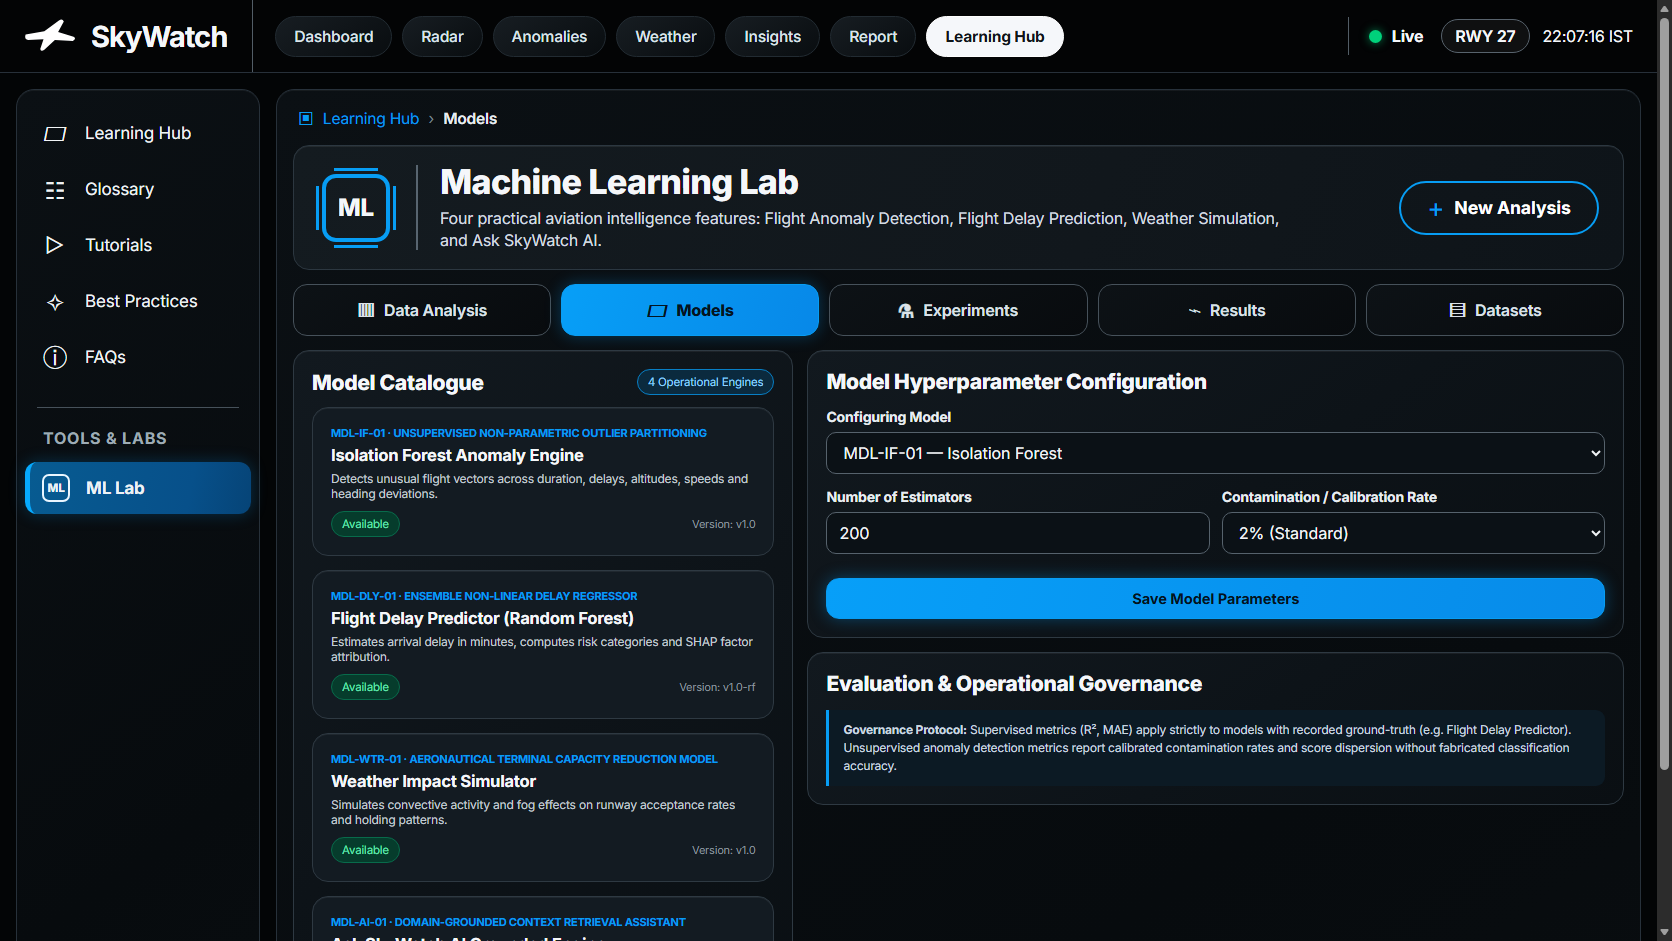 SkyWatch
Dashboard
Radar
Anomalies
Weather
Insights
Report
Learning Hub
Live
RWY 27
22:07:16 IST
Learning Hub
Glossary
Tutorials
Best Practices
FAQs
TOOLS & LABS
ML
ML Lab
Learning Hub › Models
ML
Machine Learning Lab
Four practical aviation intelligence features: Flight Anomaly Detection, Flight Delay Prediction, Weather Simulation,
and Ask SkyWatch AI.
+ New Analysis
Data Analysis
Models
Experiments
Results
Datasets
Model Catalogue
4 Operational Engines
MDL-IF-01 · UNSUPERVISED NON-PARAMETRIC OUTLIER PARTITIONING
Isolation Forest Anomaly Engine
Detects unusual flight vectors across duration, delays, altitudes, speeds and
heading deviations.
Available
Version: v1.0
MDL-DLY-01 · ENSEMBLE NON-LINEAR DELAY REGRESSOR
Flight Delay Predictor (Random Forest)
Estimates arrival delay in minutes, computes risk categories and SHAP factor
attribution.
Available
Version: v1.0-rf
MDL-WTR-01 · AERONAUTICAL TERMINAL CAPACITY REDUCTION MODEL
Weather Impact Simulator
Simulates convective activity and fog effects on runway acceptance rates
and holding patterns.
Available
Version: v1.0
MDL-AI-01 · DOMAIN-GROUNDED CONTEXT RETRIEVAL ASSISTANT
Model Hyperparameter Configuration
Configuring Model
MDL-IF-01 — Isolation Forest
Number of Estimators
200
Contamination / Calibration Rate
2% (Standard)
Save Model Parameters
Evaluation & Operational Governance
Governance Protocol: Supervised metrics (R², MAE) apply strictly to models with recorded ground-truth (e.g. Flight Delay Predictor).
Unsupervised anomaly detection metrics report calibrated contamination rates and score dispersion without fabricated classification
accuracy.